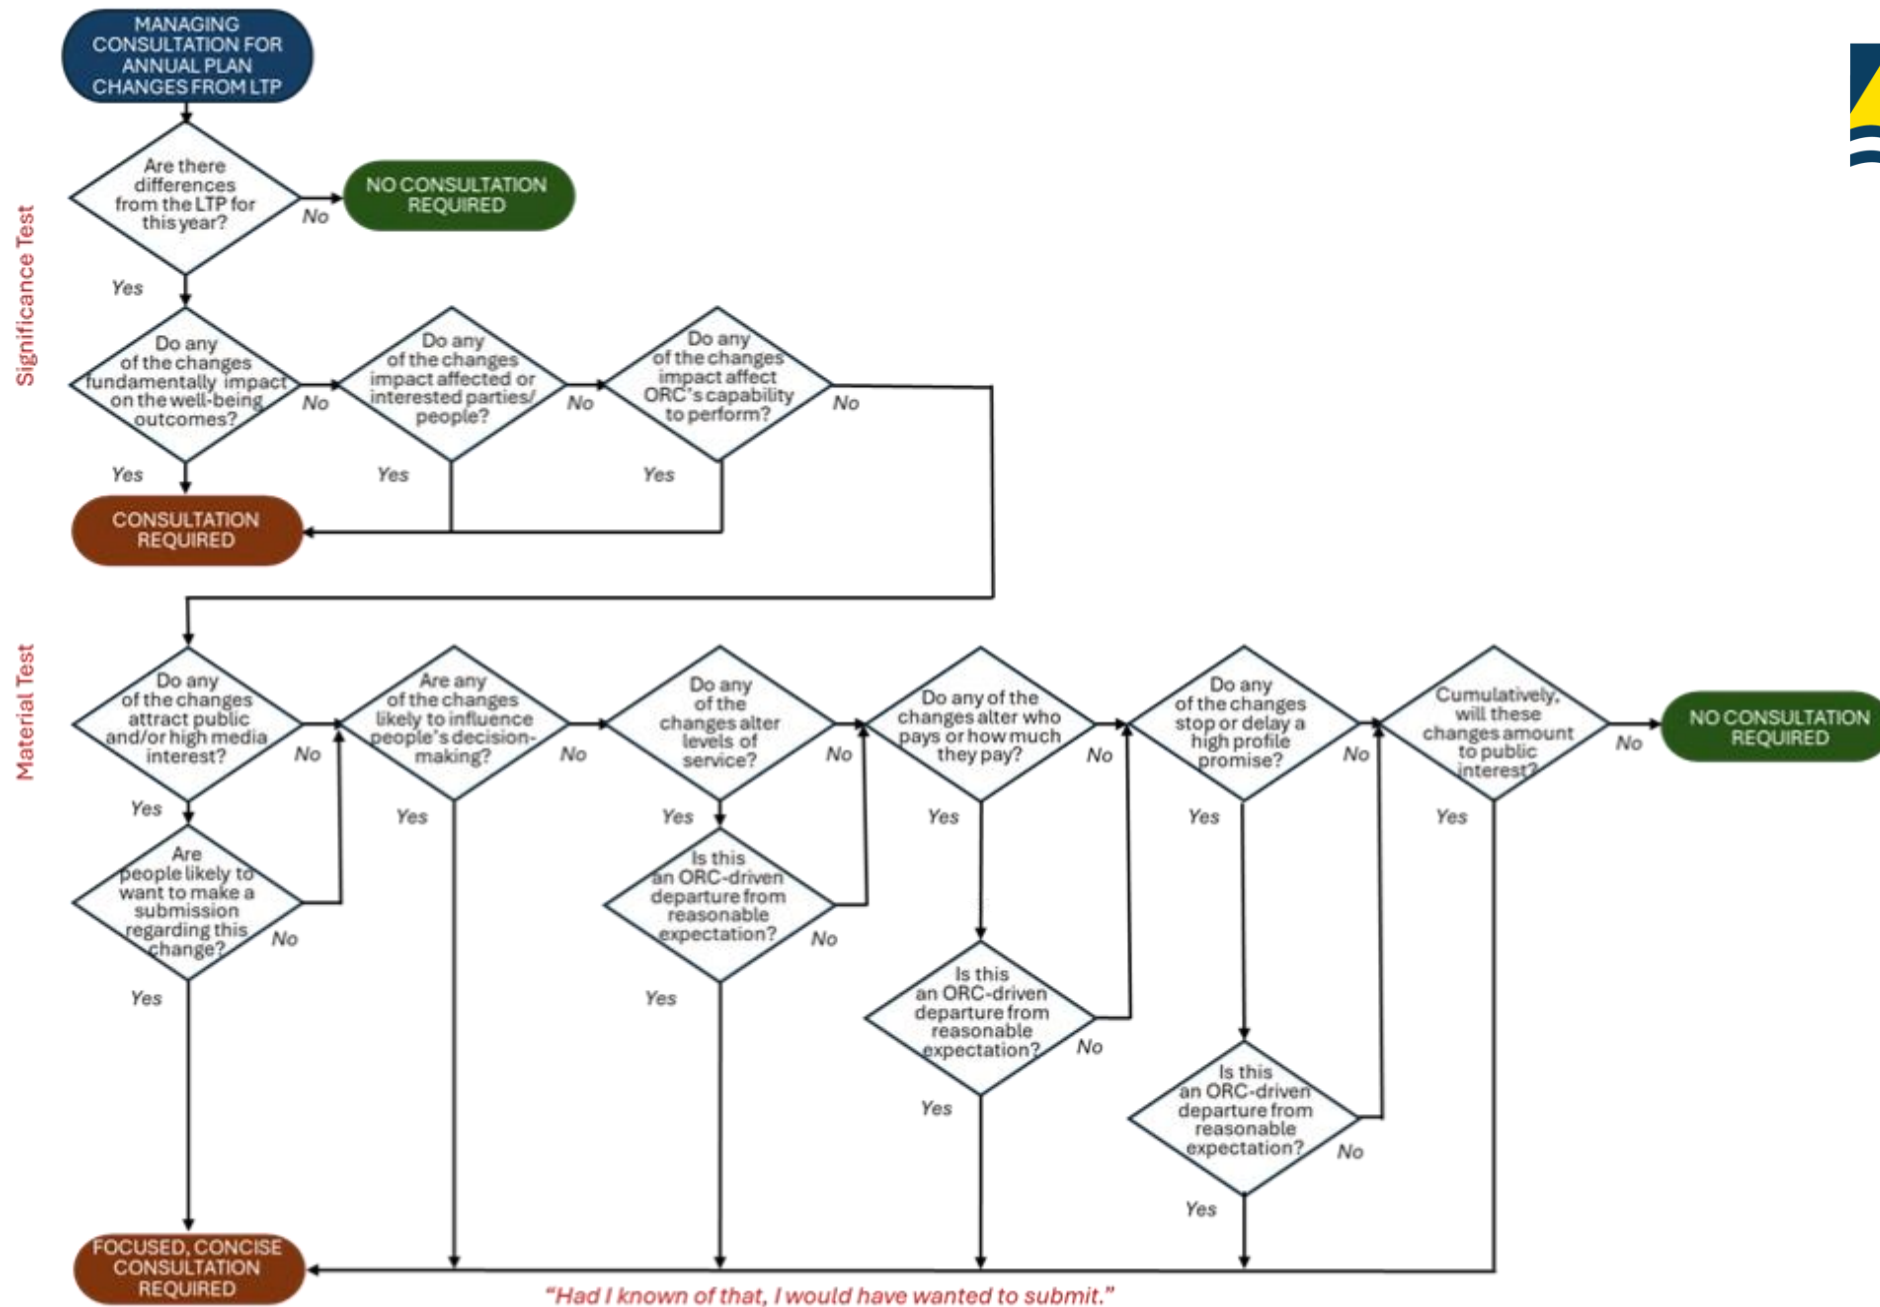 MANAGING
CONSULTATION FOR
ANNUAL PLAN
CHANGES FROM LTP
Significance Test
Are there
differences
from the LTP for
this year?
No
NO CONSULTATION
REQUIRED
Yes
Do any
of the changes
fundamentally impact
on the well-being
outcomes?
No
Do any
of the changes
impact affected or
interested parties/
people?
No
Do any
of the changes
impact affect
ORC's capability
to perform?
No
Yes
Yes
Yes
CONSULTATION
REQUIRED
Material Test
Do any
of the changes
attract public
and/or high media
interest?
No
Are any
of the changes
likely to influence
people's decision-
making?
No
Do any
of the
changes alter
levels of
service?
No
Do any of the
changes alter who
pays or how much
they pay?
No
Do any
of the changes
stop or delay a
high profile
promise?
No
Cumulatively,
will these
changes amount
to public
interest?
No
NO CONSULTATION
REQUIRED
Yes
Yes
Yes
Yes
Yes
Yes
Are
people likely to
want to make a
submission
regarding this
change?
No
Is this
an ORC-driven
departure from
reasonable
expectation?
No
Yes
Yes
Is this
an ORC-driven
departure from
reasonable
expectation?
No
Yes
Is this
an ORC-driven
departure from
reasonable
expectation?
No
Yes
FOCUSED, CONCISE
CONSULTATION
REQUIRED
"Had I known of that, I would have wanted to submit."